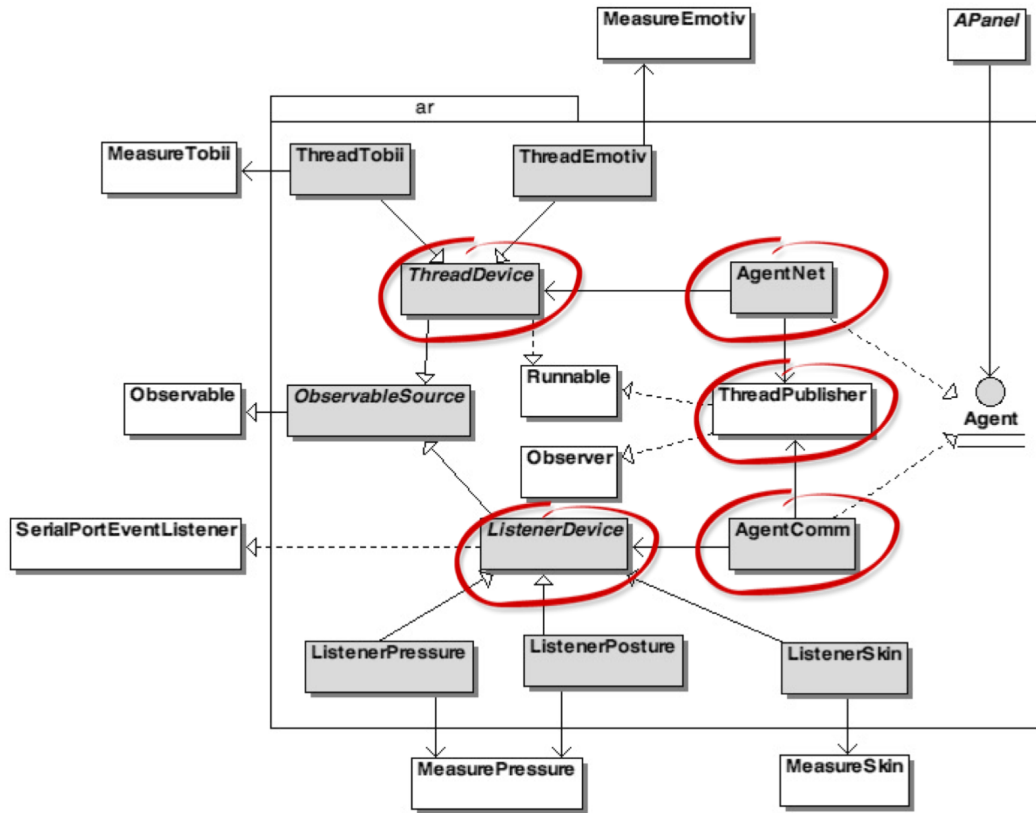 MeasureEmotiv
APanel
ar
MeasureTobii
ThreadTobii
ThreadEmotiv
ThreadDevice
AgentNet
Observable
ObservableSource
Runnable
ThreadPublisher
Agent
Observer
SerialPortEventListener
ListenerDevice
AgentComm
ListenerPressure
ListenerPosture
ListenerSkin
MeasurePressure
MeasureSkin